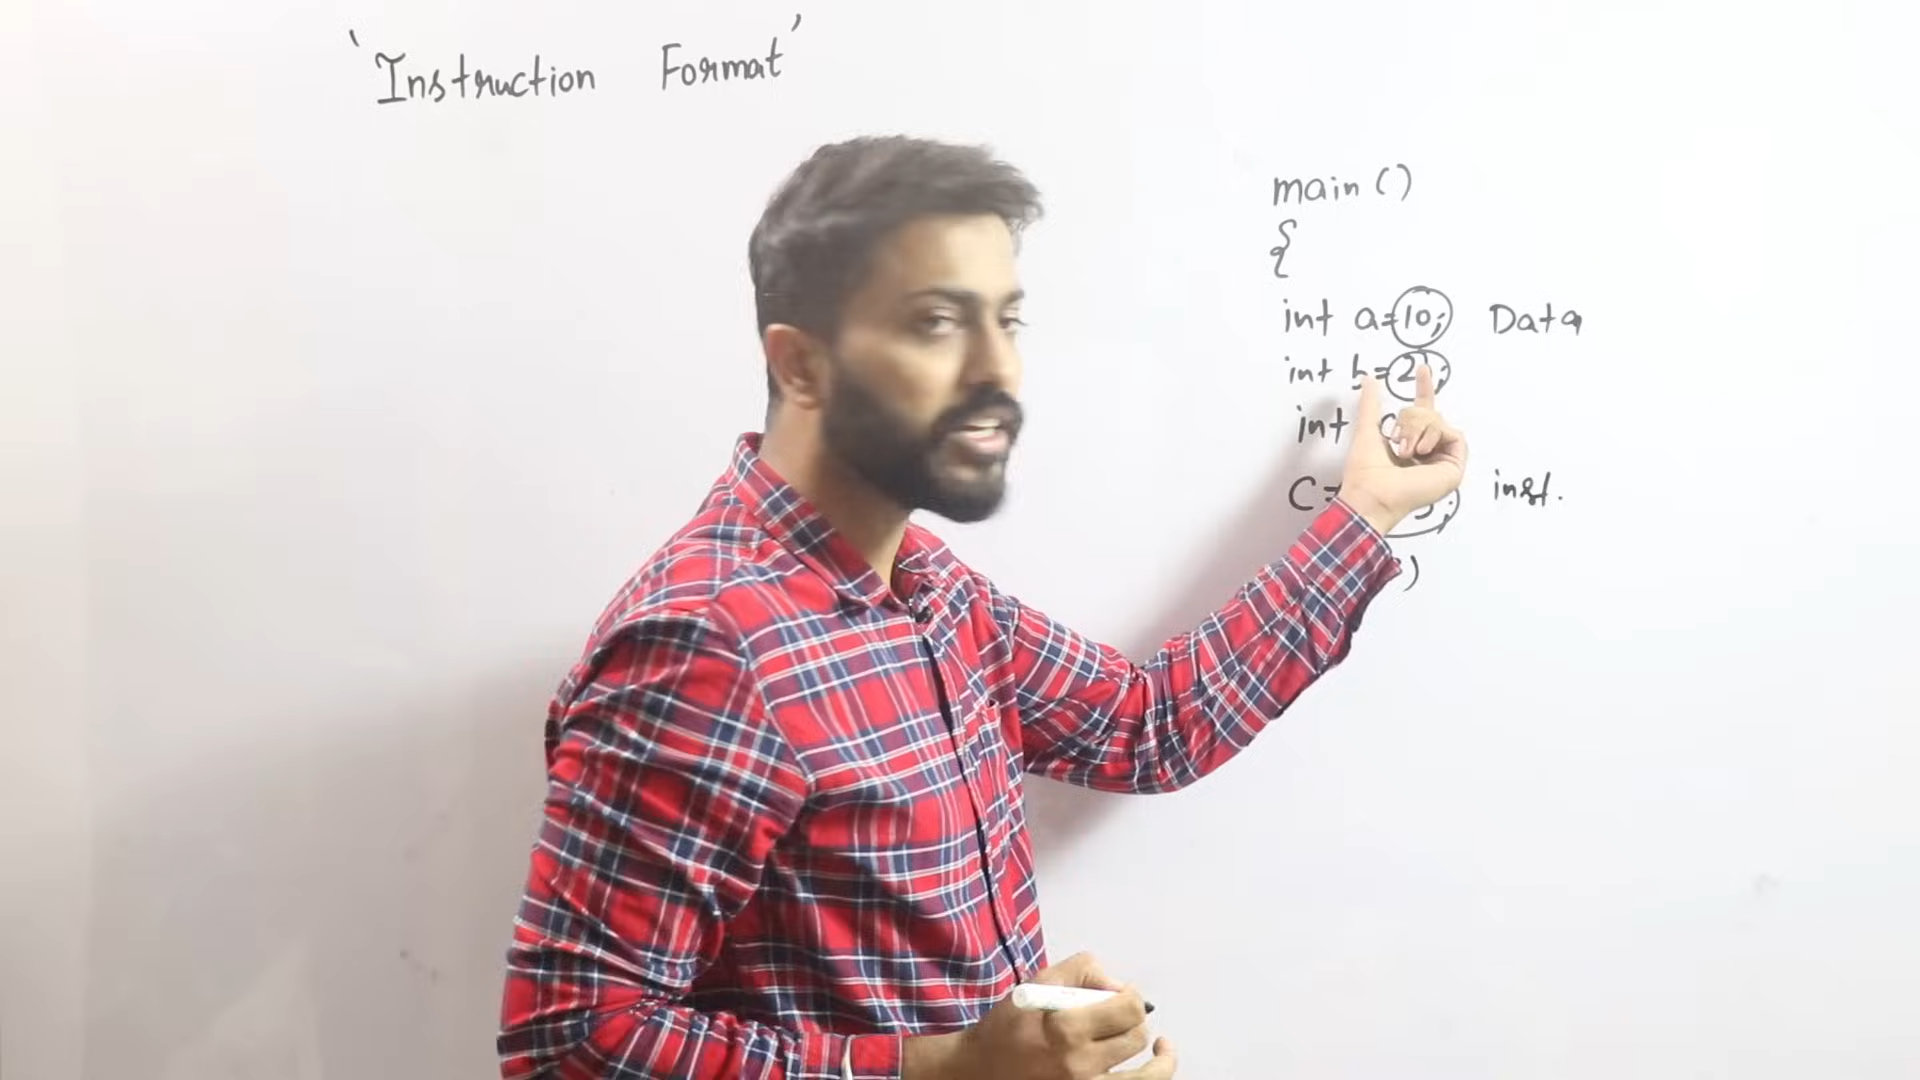 'Instruction Format'
main ()
{
int a=10; Data
int b=2 ;
int
C= ; inst.
)